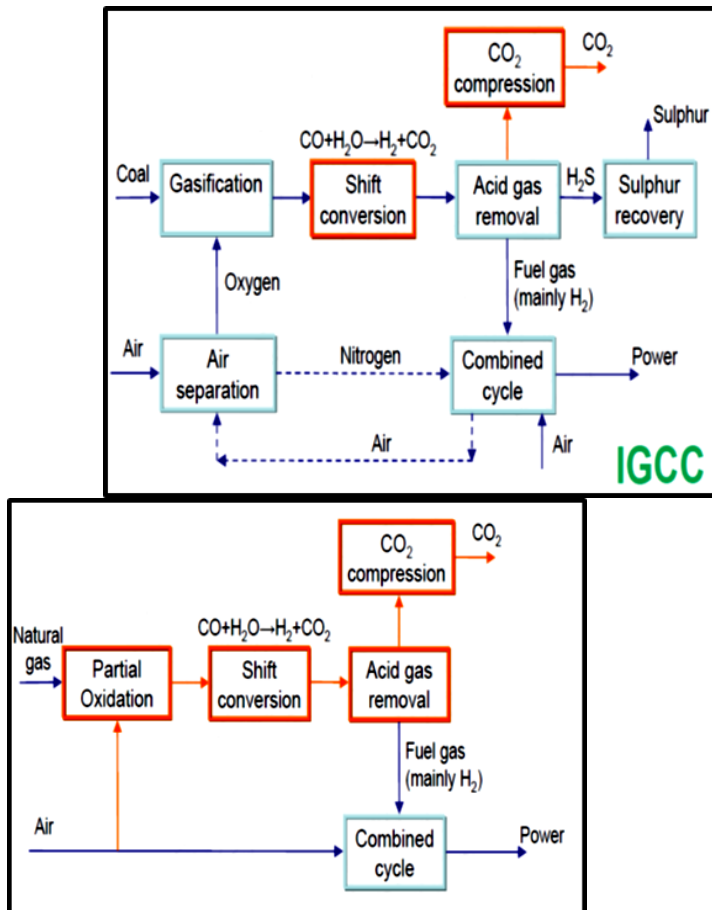 CO₂
compression
CO₂
Sulphur
CO+H₂O→H₂+CO₂
Coal
Gasification
Shift
conversion
Acid gas
removal
H₂S
Sulphur
recovery
Oxygen
Fuel gas
(mainly H₂)
Air
Air
separation
Nitrogen
Combined
cycle
Power
Air
Air
IGCC
CO₂
compression
CO₂
CO+H₂O→H₂+CO₂
Natural
gas
Partial
Oxidation
Shift
conversion
Acid gas
removal
Fuel gas
(mainly H₂)
Air
Combined
cycle
Power